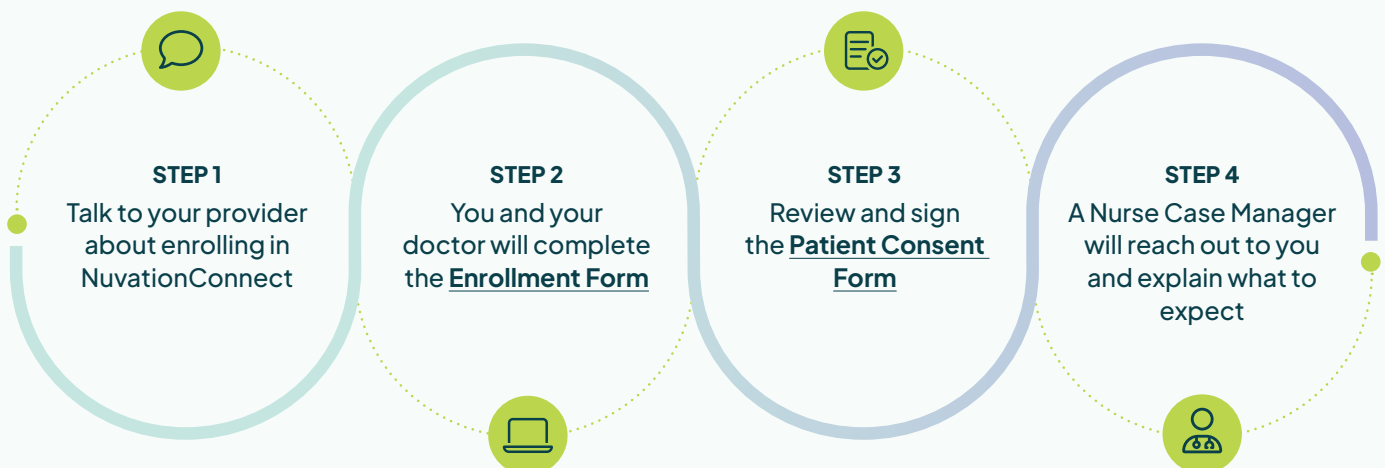 STEP 1
Talk to your provider
about enrolling in
NuvationConnect
STEP 2
You and your
doctor will complete
the Enrollment Form
STEP 3
Review and sign
the Patient Consent
Form
STEP 4
A Nurse Case Manager
will reach out to you
and explain what to
expect